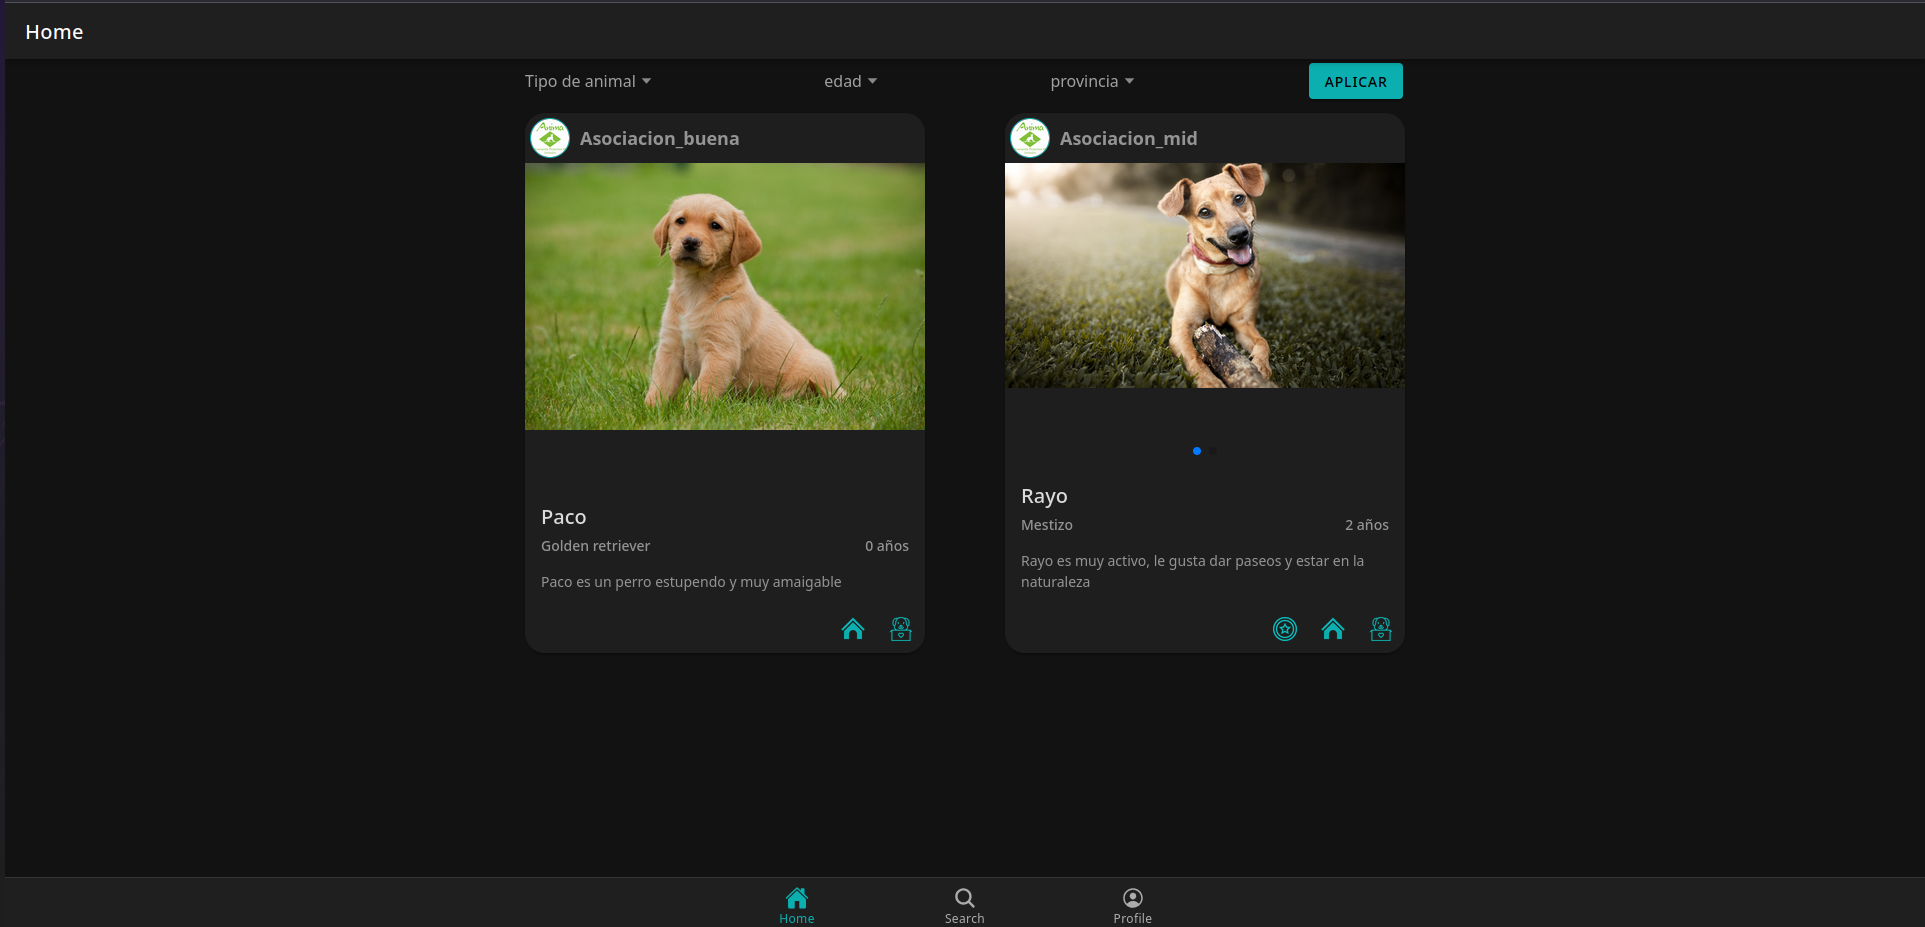 Home
Tipo de animal
edad
provincia
APLICAR
Anima
Asociacion_buena
Anima
Asociacion_mid
Paco
Golden retriever
0 años
Paco es un perro estupendo y muy amaigable
Rayo
Mestizo
2 años
Rayo es muy activo, le gusta dar paseos y estar en la
naturaleza
Home
Search
Profile